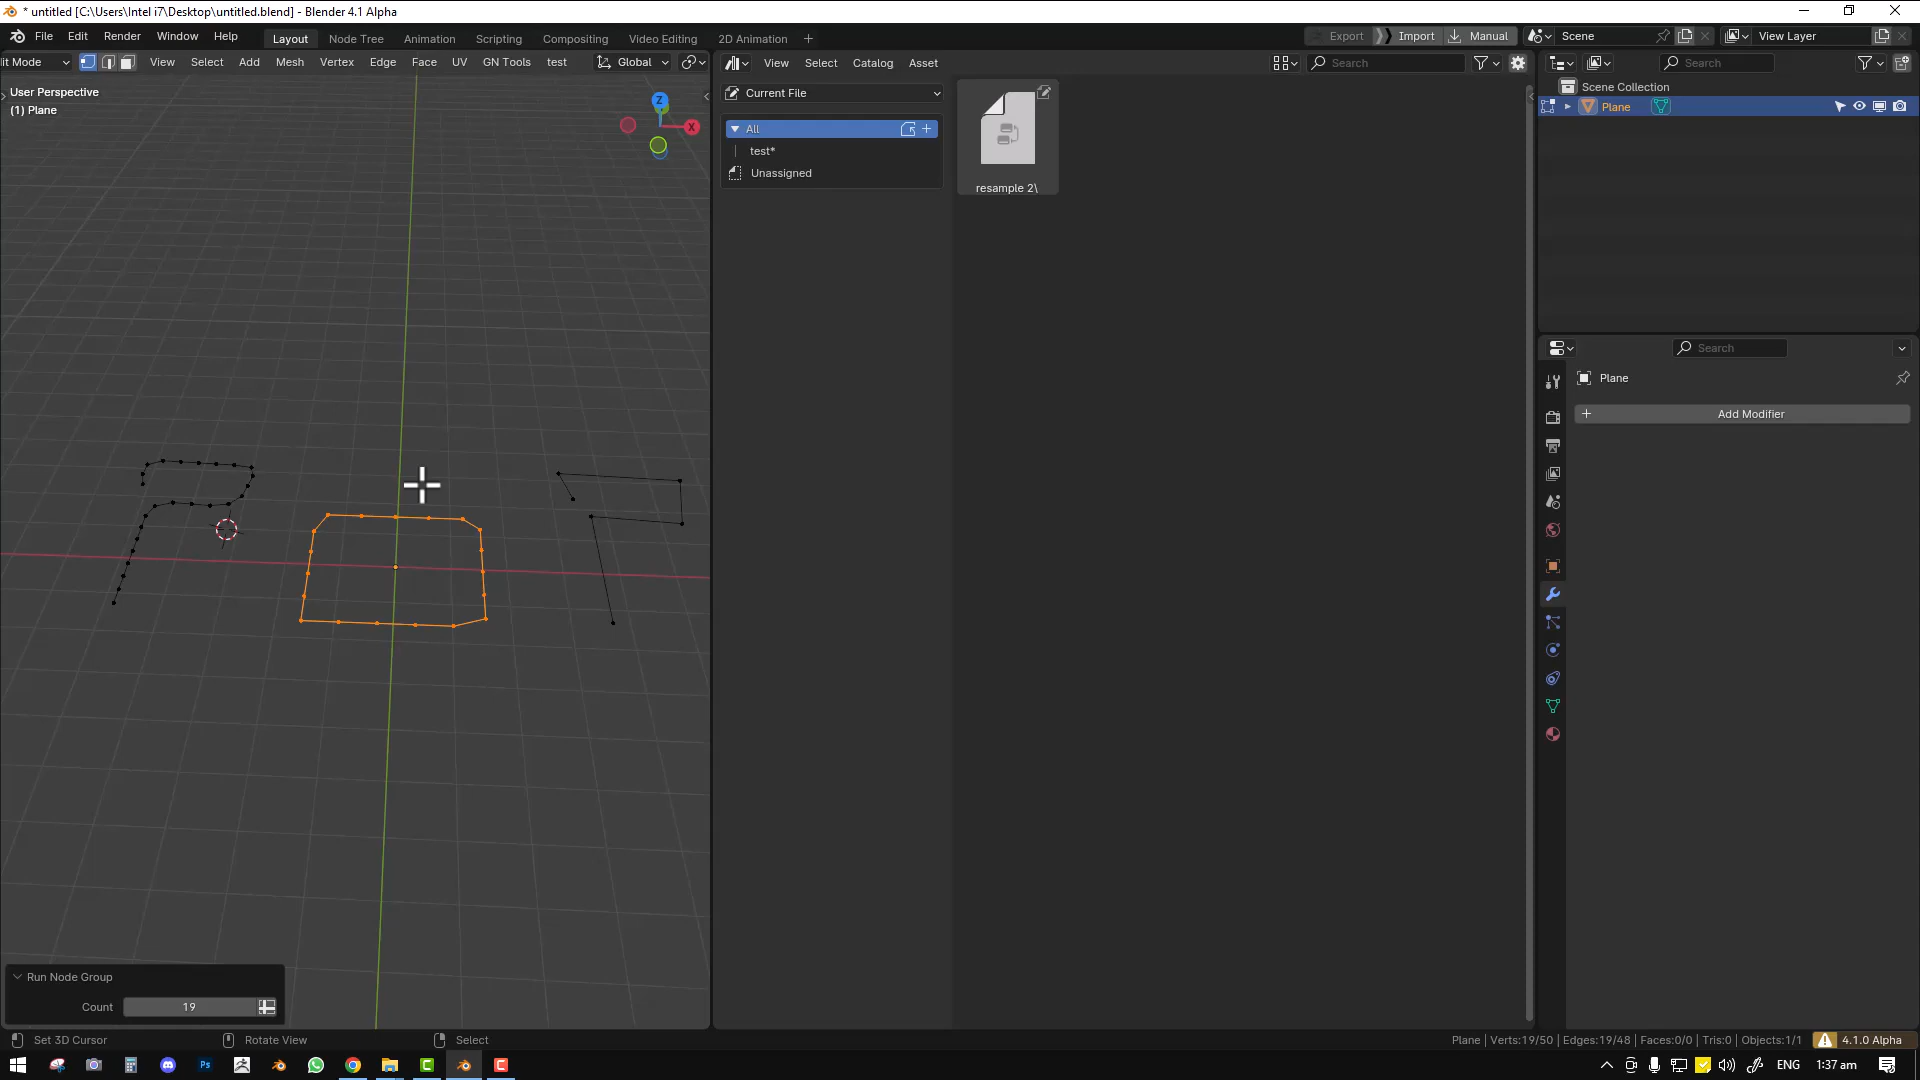 * untitled [C:\Users\Intel i7\Desktop\untitled.blend] - Blender 4.1 Alpha
File Edit Render Window Help Layout Node Tree Animation Scripting Compositing Video Editing 2D Animation + Export Import Manual Scene View Layer
it Mode View Select Add Mesh Vertex Edge Face UV GN Tools test Global View Select Catalog Asset Search Search
User Perspective
(1) Plane
Z
X
Current File
All
test*
Unassigned
resample 2\
Scene Collection
Plane
Search
Plane
Add Modifier
Run Node Group
Count 19
Set 3D Cursor Rotate View Select Plane | Verts:19/50 | Edges:19/48 | Faces:0/0 | Tris:0 | Objects:1/1 | 4.1.0 Alpha
Ps ENG 1:37 am